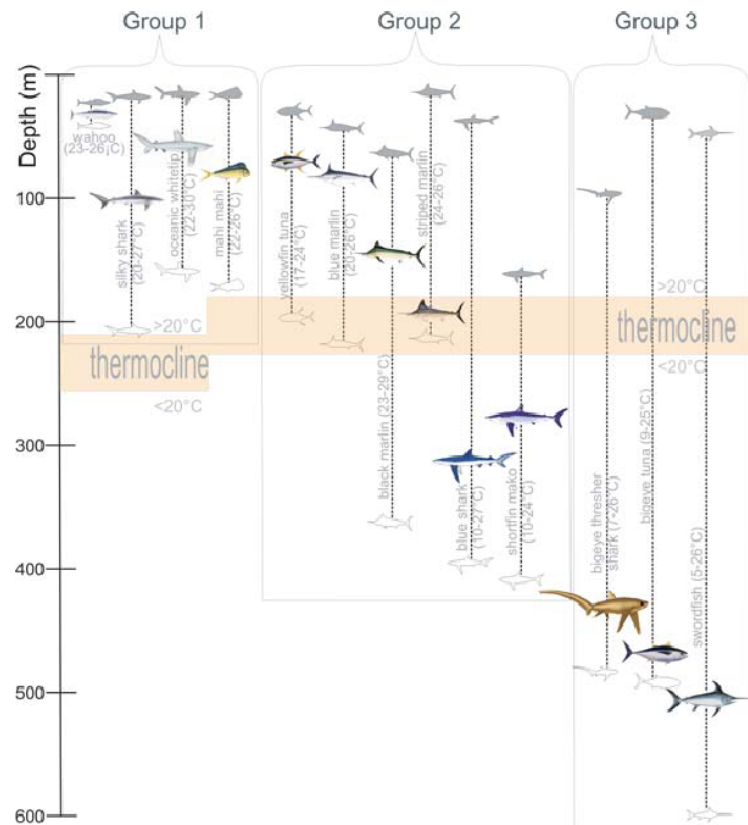 Group 1
Group 2
Group 3
Depth (m)
100
200
300
400
500
600
wahoo
(23-26¡C)
silky shark
(20-27°C)
oceanic whitetip
(22-30°C)
mahi mahi
(22-26°C)
yellowfin tuna
(17-24°C)
blue marlin
(20-26°C)
black marlin (23-29°C)
striped marlin
(24-26°C)
blue shark
(10-27°C)
shortfin mako
(10-24°C)
bigeye thresher
shark (7-26°C)
bigeye tuna (9-25°C)
swordfish (5-26°C)
>20°C
thermocline
<20°C
>20°C
thermocline
<20°C